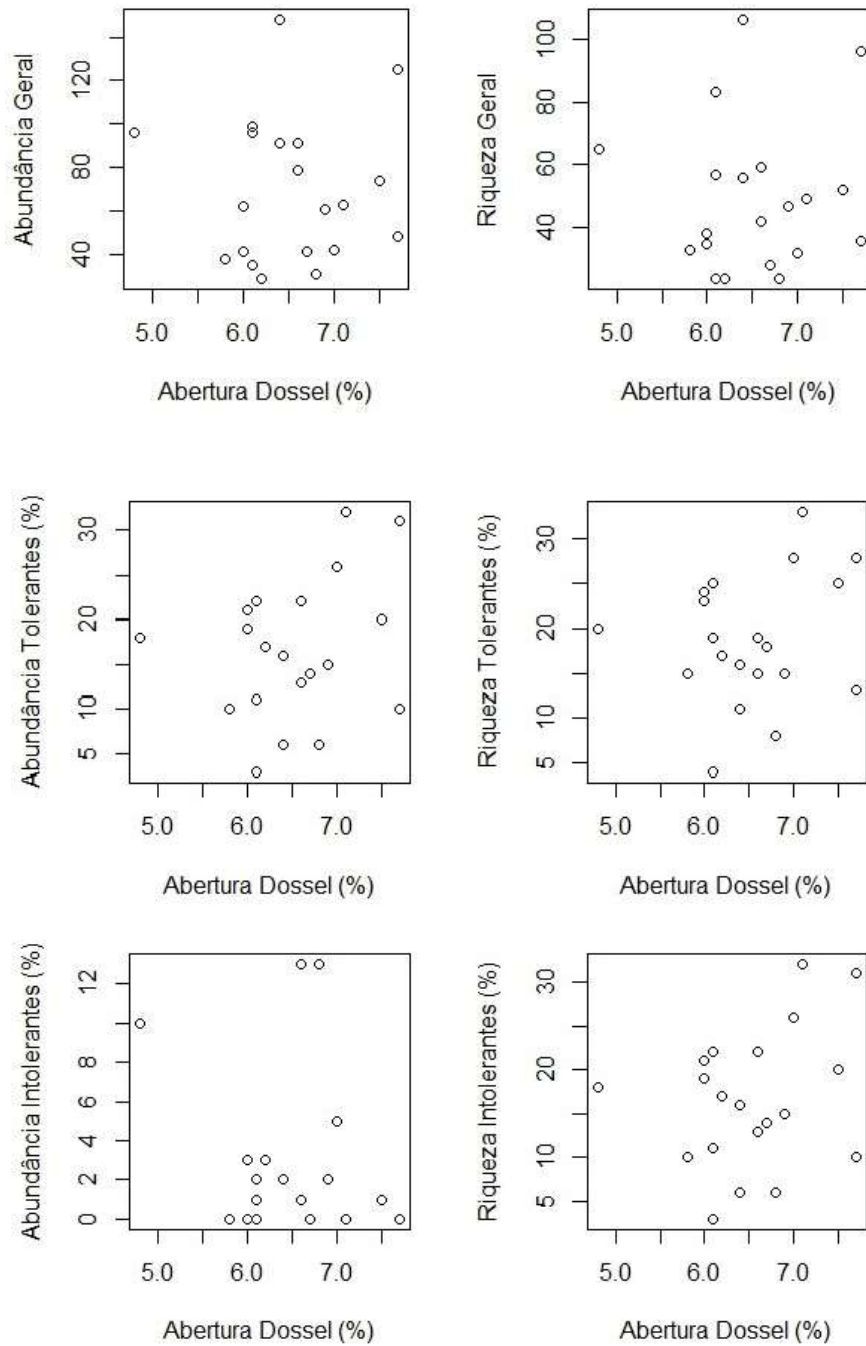 Abundância Geral
120
80
40
5.0 6.0 7.0
Abertura Dossel (%)
Riqueza Geral
100
80
60
40
5.0 6.0 7.0
Abertura Dossel (%)
Abundância Tolerantes (%)
30
20
10
5
5.0 6.0 7.0
Abertura Dossel (%)
Riqueza Tolerantes (%)
30
20
10
5
5.0 6.0 7.0
Abertura Dossel (%)
Abundância Intolerantes (%)
12
8
6
4
2
0
5.0 6.0 7.0
Abertura Dossel (%)
Riqueza Intolerantes (%)
30
20
10
5
5.0 6.0 7.0
Abertura Dossel (%)